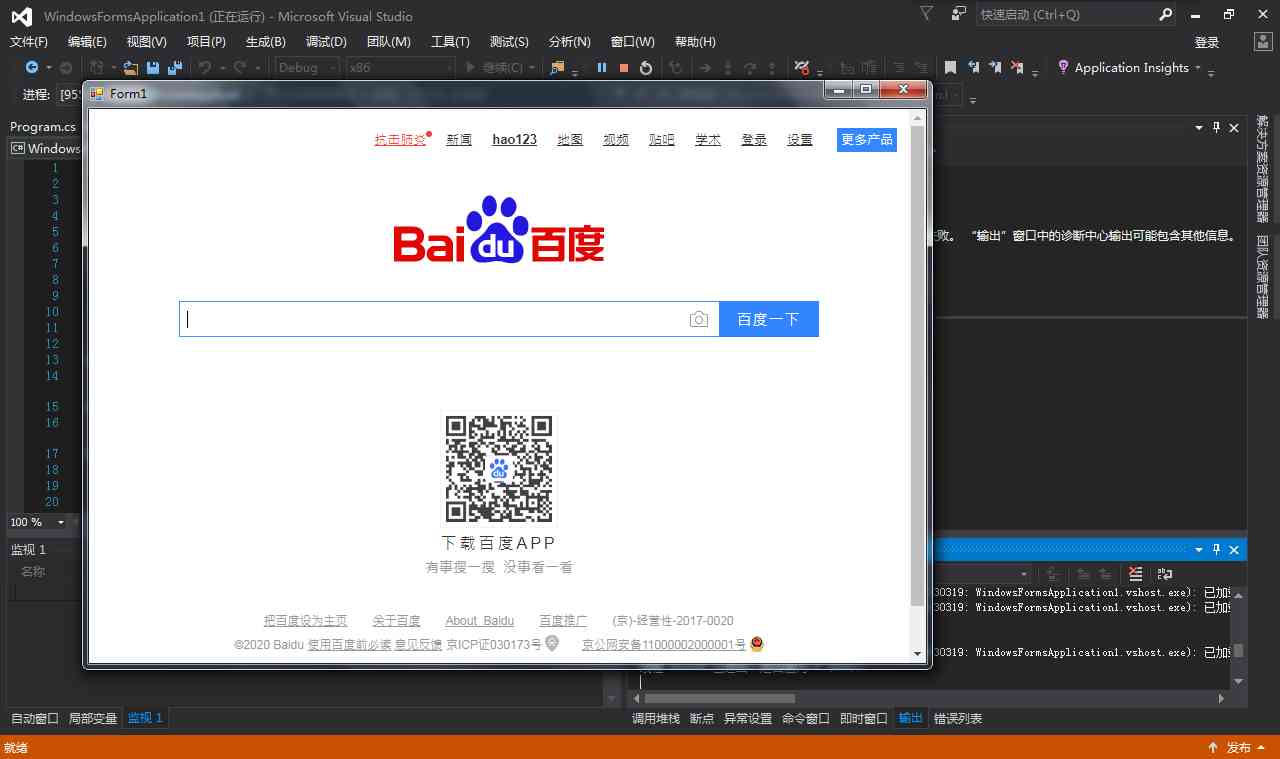 WindowsFormsApplication1 (正在运行) - Microsoft Visual Studio
快速启动 (Ctrl+Q)
文件(F) 编辑(E) 视图(V) 项目(P) 生成(B) 调试(D) 团队(M) 工具(T) 测试(S) 分析(N) 窗口(W) 帮助(H)
登录
Debug x86 继续(C) Application Insights
进程: [95
Form1
Program.cs
Windows
抗击肺炎 新闻 hao123 地图 视频 贴吧 学术 登录 设置 更多产品
Bai du 百度
百度一下
du
下载百度APP
有事搜一搜 没事看一看
把百度设为主页 关于百度 About Baidu 百度推广 (京)-经营性-2017-0020
©2020 Baidu 使用百度前必读 意见反馈 京ICP证030173号 京公网安备11000002000001号
1
2
3
4
5
6
7
8
9
10
11
12
13
14
15
16
17
18
19
20
败。 “输出”窗口中的诊断中心输出可能包含其他信息。
解决方案资源管理器
团队资源管理器
100 %
监视 1
名称
30319: WindowsFormsApplication1.vshost.exe): 已加
30319: WindowsFormsApplication1.vshost.exe): 已加
30319: WindowsFormsApplication1.vshost.exe): 已加
自动窗口 局部变量 监视 1
调用堆栈 断点 异常设置 命令窗口 即时窗口 输出 错误列表
就绪
发布